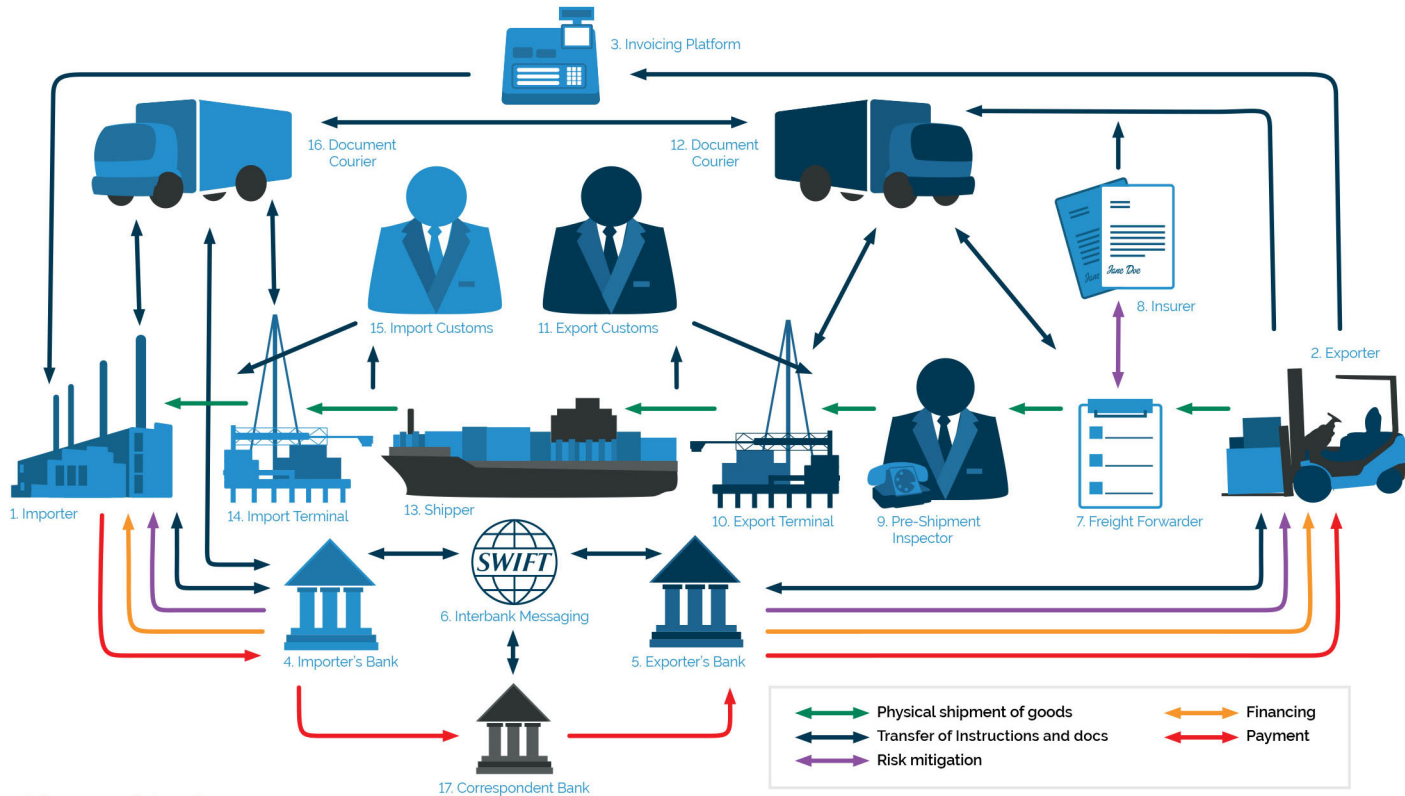 3. Invoicing Platform
16. Document
Courier
12. Document
Courier
Jane
Jane Doe
8. Insurer
15. Import Customs
11. Export Customs
2. Exporter
1. Importer
14. Import Terminal
13. Shipper
10. Export Terminal
9. Pre-Shipment
Inspector
7. Freight Forwarder
SWIFT
6. Interbank Messaging
4. Importer's Bank
5. Exporter's Bank
17. Correspondent Bank
Physical shipment of goods
Financing
Transfer of Instructions and docs
Payment
Risk mitigation